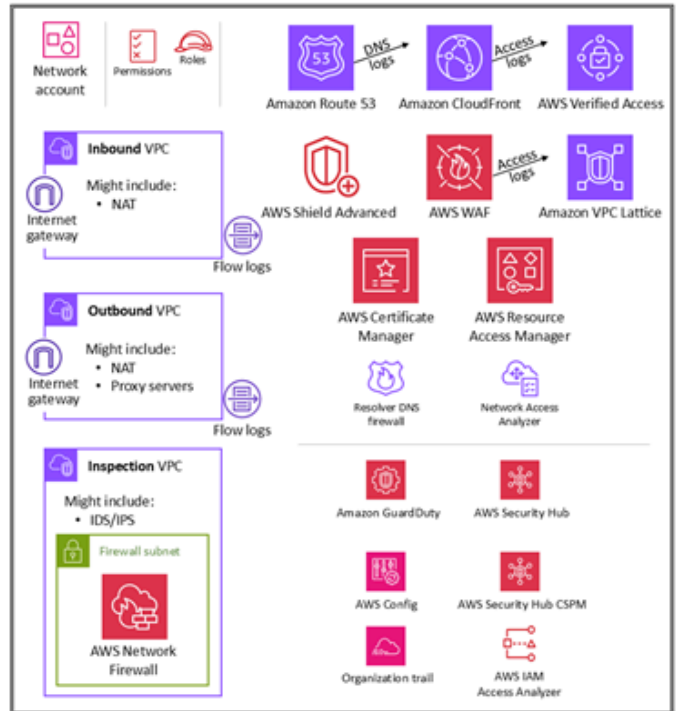 Network
account
Permissions
Roles
53
DNS
logs
Access
logs
Amazon Route 53
Amazon CloudFront
AWS Verified Access
Inbound VPC
Might include:
• NAT
Internet
gateway
Flow logs
AWS Shield Advanced
AWS WAF
Access
logs
Amazon VPC Lattice
AWS Certificate
Manager
AWS Resource
Access Manager
Outbound VPC
Might include:
• NAT
• Proxy servers
Internet
gateway
Flow logs
Resolver DNS
firewall
Network Access
Analyzer
Inspection VPC
Might include:
• IDS/IPS
Firewall subnet
AWS Network
Firewall
Amazon GuardDuty
AWS Security Hub
AWS Config
AWS Security Hub CSPM
Organization trail
AWS IAM
Access Analyzer